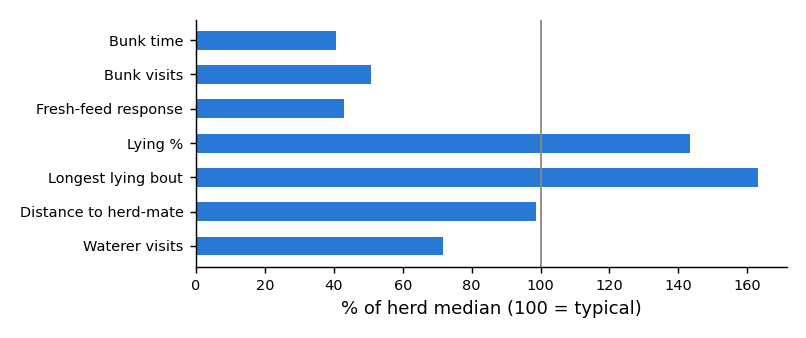 Bunk time
Bunk visits
Fresh-feed response
Lying %
Longest lying bout
Distance to herd-mate
Waterer visits
0 20 40 60 80 100 120 140 160
% of herd median (100 = typical)